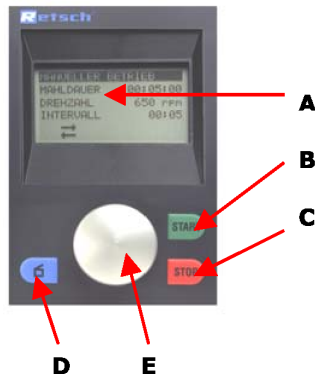 Retsch
MANUELLER BETRIEB
MAHLDAUER 00:05:00
DREHZAHL 650 rpm
INTERVALL 00:05
A
B
START
C
STOP
D E